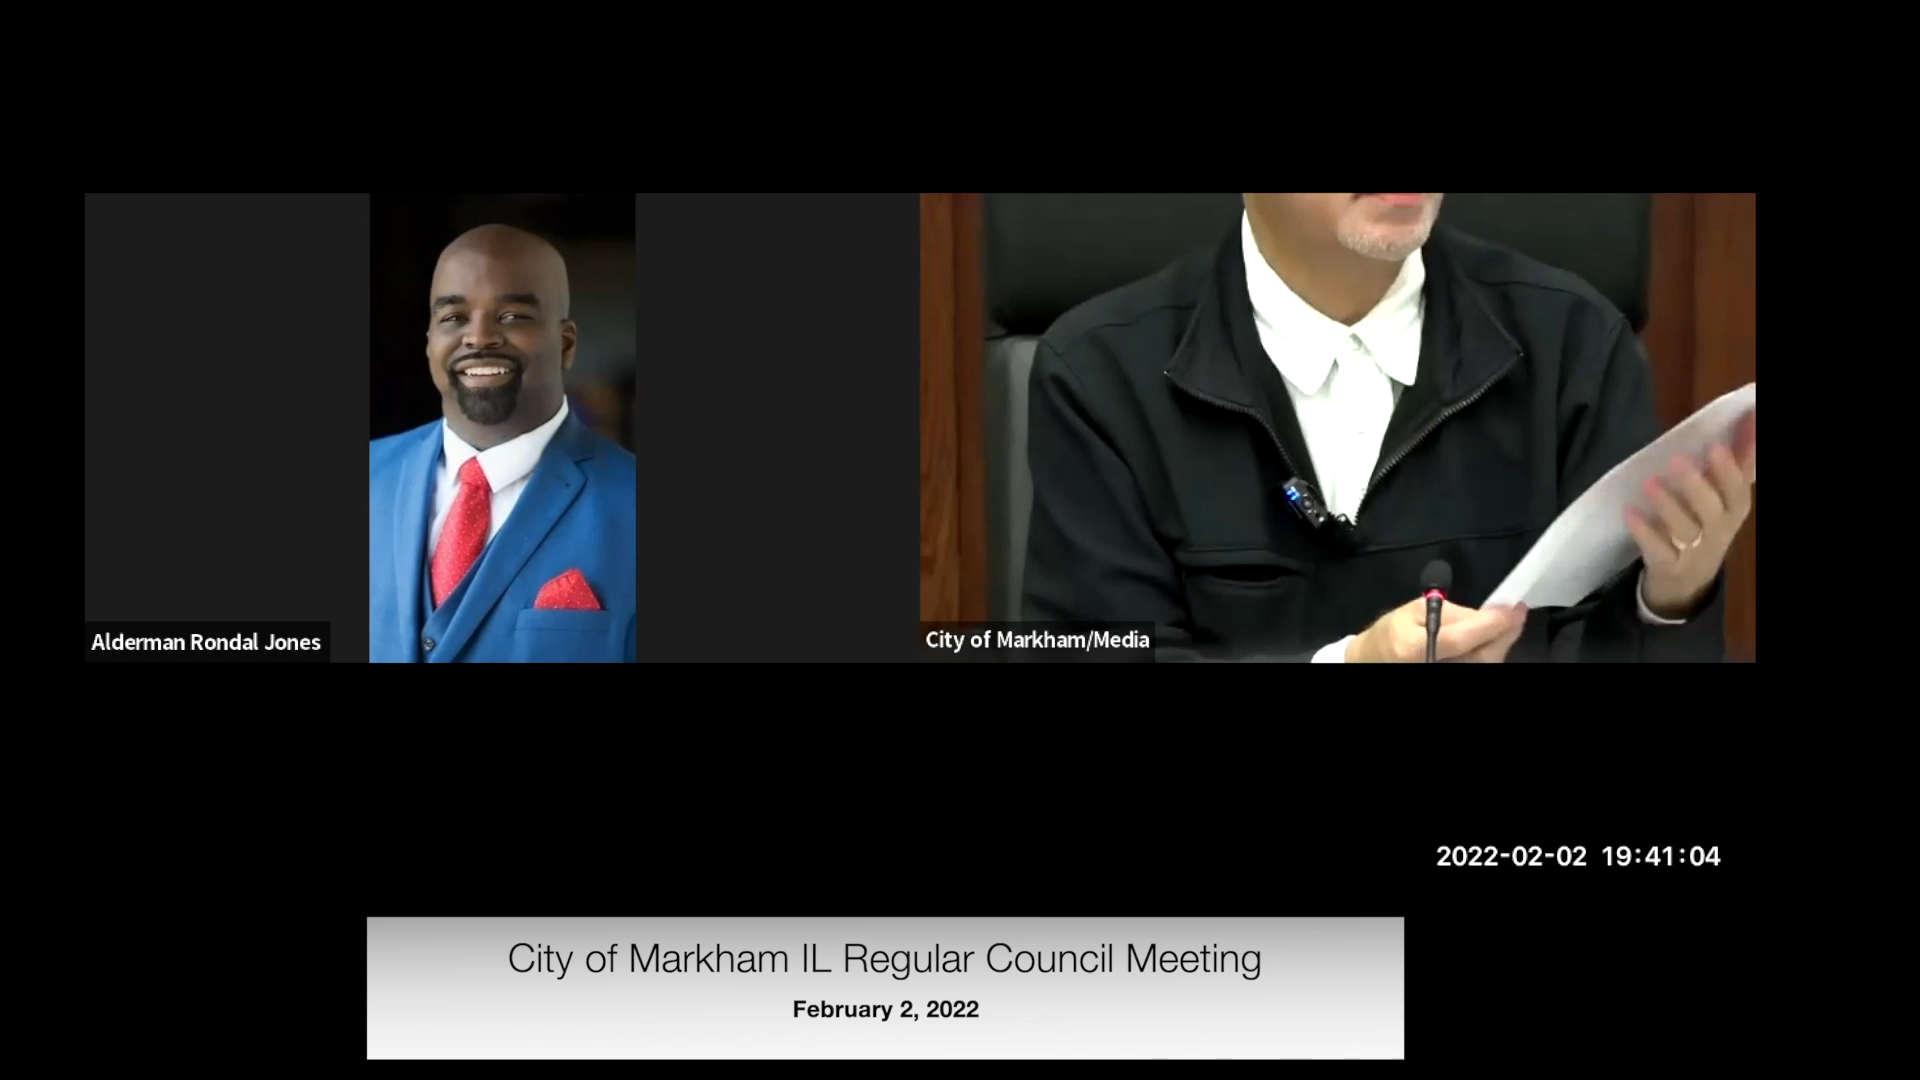 Alderman Rondal Jones
City of Markham/Media
2022-02-02 19:41:04
City of Markham IL Regular Council Meeting
February 2, 2022